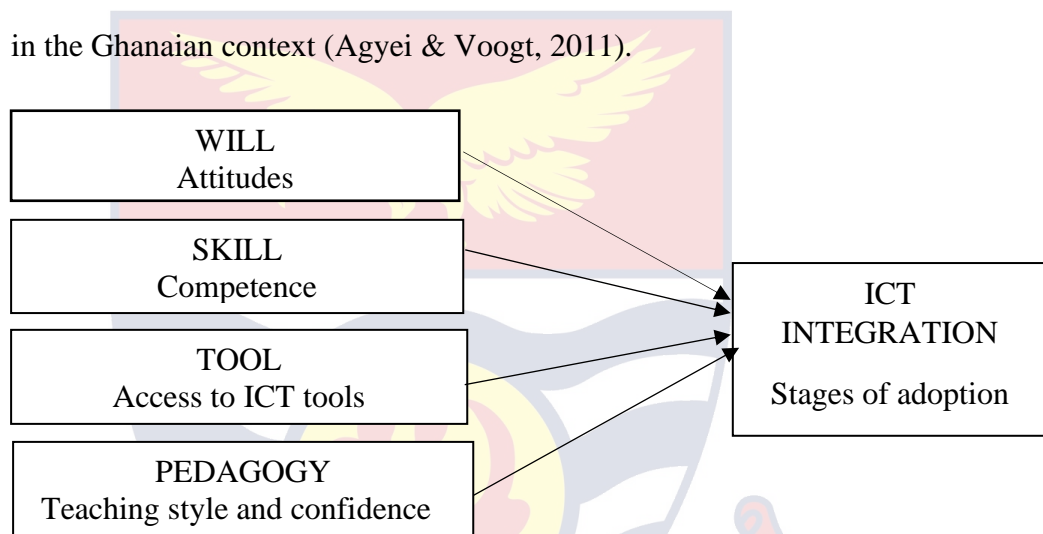 in the Ghanaian context (Agyei & Voogt, 2011).
WILL
Attitudes
SKILL
Competence
TOOL
Access to ICT tools
PEDAGOGY
Teaching style and confidence
ICT
INTEGRATION
Stages of adoption